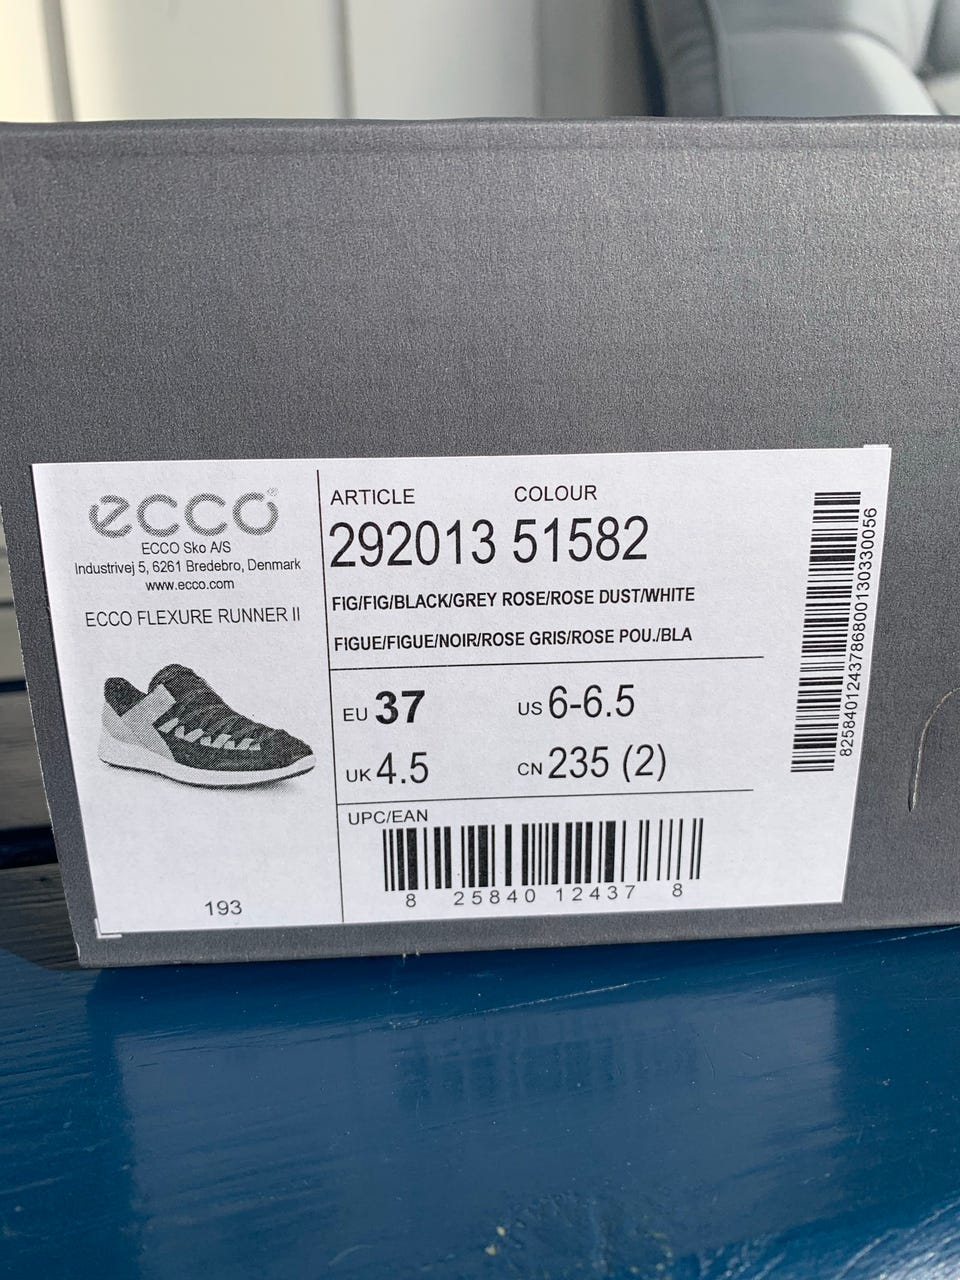 ecco®
ECCO Sko A/S
Industrivej 5, 6261 Bredebro, Denmark
www.ecco.com
ECCO FLEXURE RUNNER II
193
ARTICLE COLOUR
292013 51582
FIG/FIG/BLACK/GREY ROSE/ROSE DUST/WHITE
FIGUE/FIGUE/NOIR/ROSE GRIS/ROSE POU./BLA
EU 37 US 6-6.5
UK 4.5 CN 235 (2)
UPC/EAN
8 25840 12437 8
825840124378680013033​0056